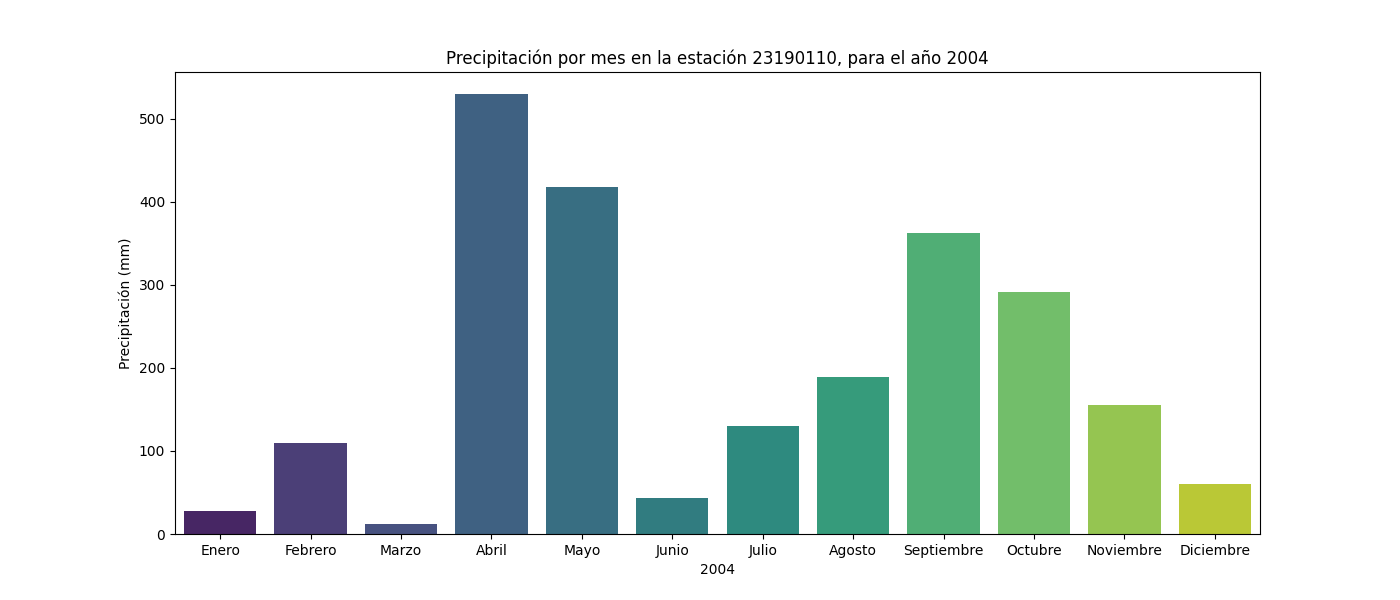 Precipitación por mes en la estación 23190110, para el año 2004
Precipitación (mm)
500
400
300
200
100
0
Enero Febrero Marzo Abril Mayo Junio Julio Agosto Septiembre Octubre Noviembre Diciembre
2004